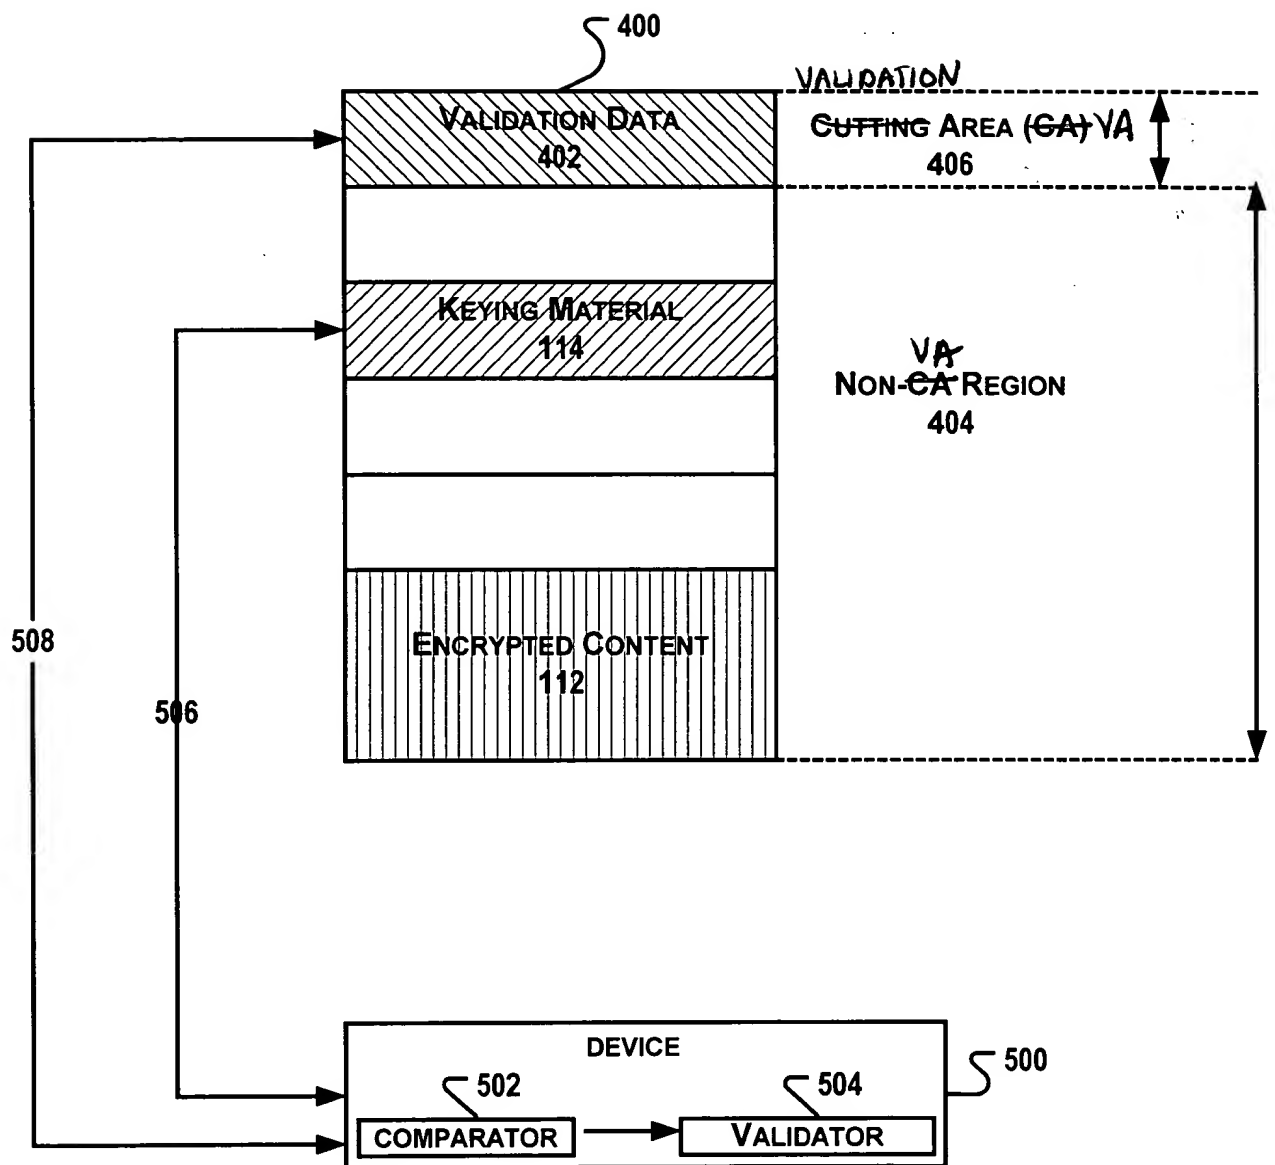 400
VALIDATION
VALIDATION DATA
402
CUTTING AREA (CA) VA
406
KEYING MATERIAL
114
VA
NON-CA REGION
404
ENCRYPTED CONTENT
112
508
506
DEVICE
500
502
504
COMPARATOR
VALIDATOR